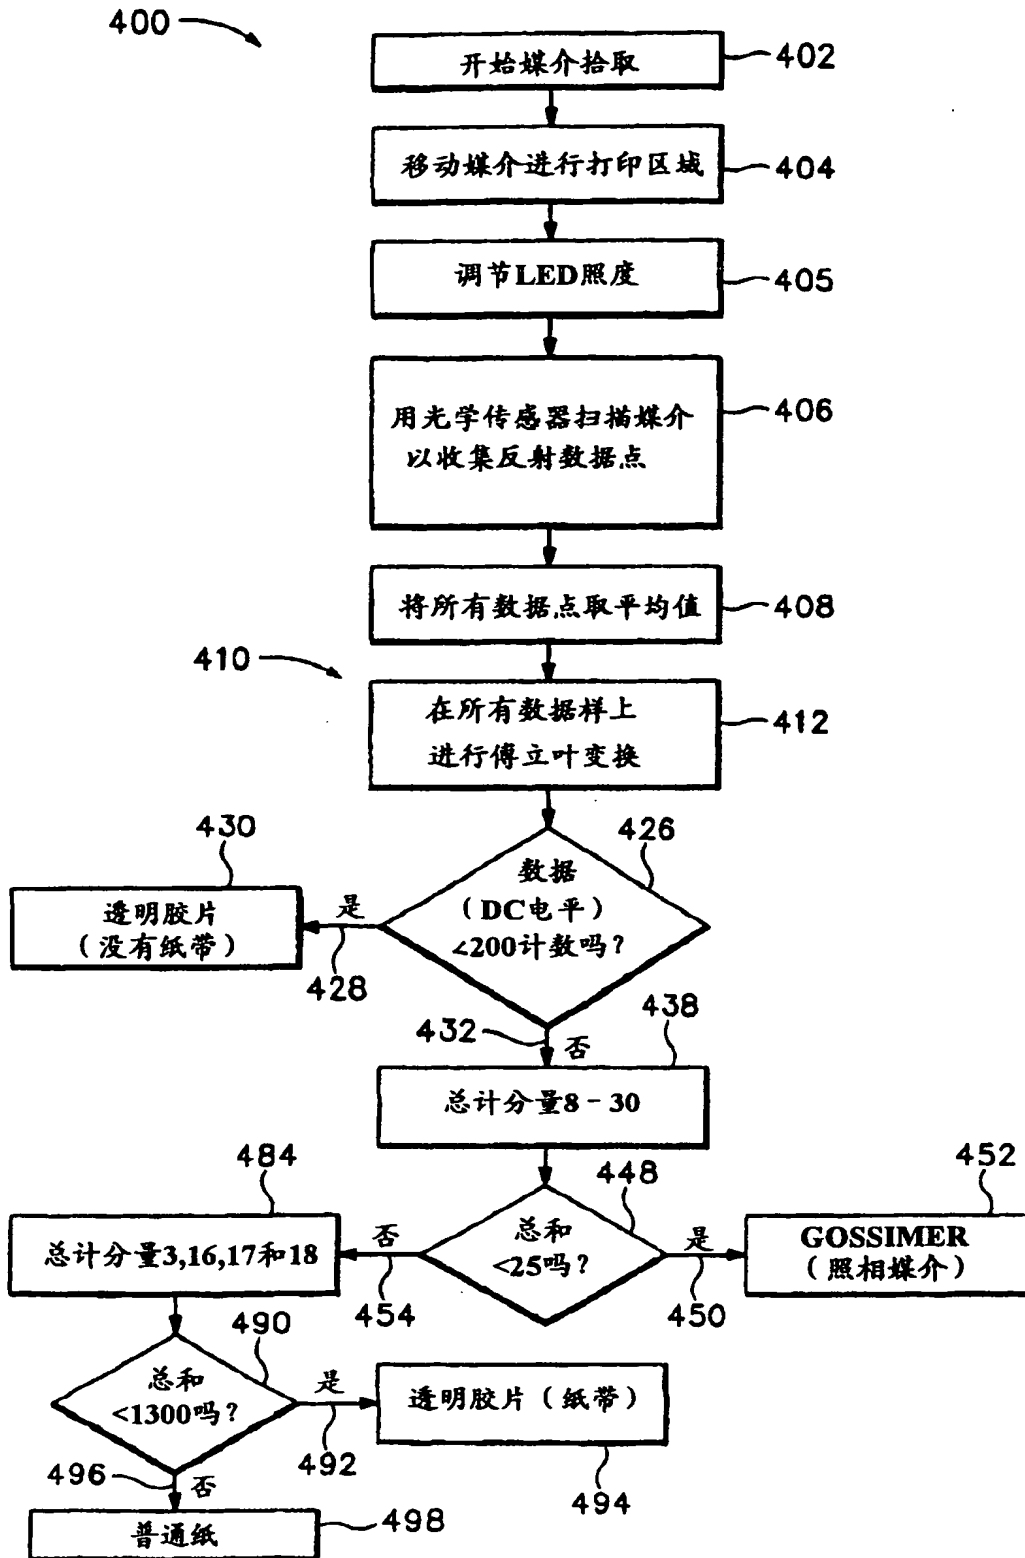 400
开始媒介拾取
402
移动媒介进行打印区域
404
调节LED照度
405
用光学传感器扫描媒介
以收集反射数据点
406
将所有数据点取平均值
408
410
在所有数据样上
进行傅立叶变换
412
430
426
透明胶片
(没有纸带)
是
428
数据
(DC电平)
<200计数吗?
432
否
438
总计分量8-30
484
448
452
总计分量3,16,17和18
否
454
总和
<25吗?
是
450
GOSSIMER
(照相媒介)
490
总和
<1300吗?
是
492
透明胶片(纸带)
494
496
否
普通纸
498